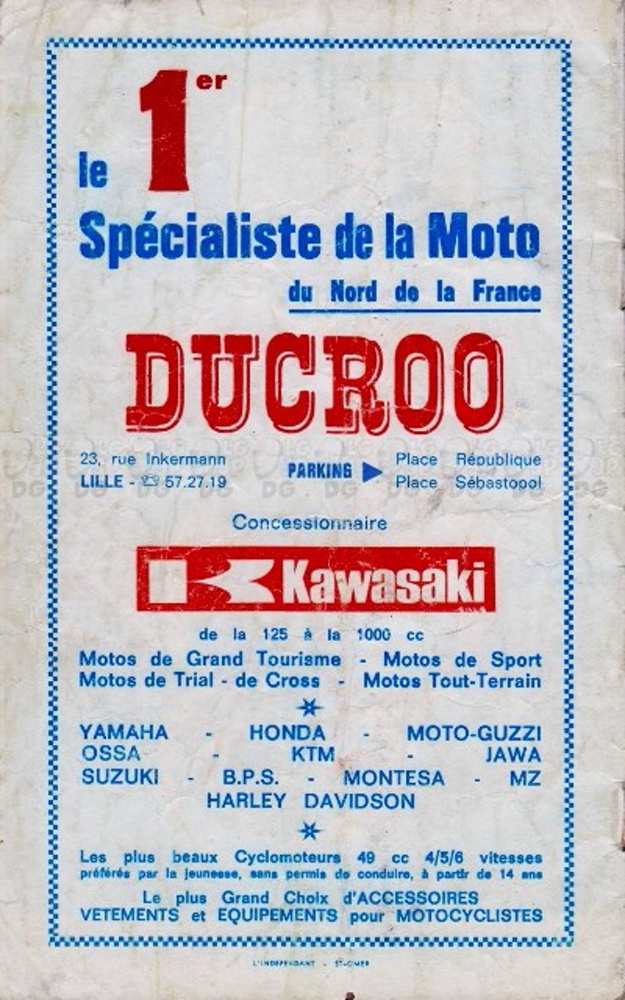 le 1er
Spécialiste de la Moto
du Nord de la France
DUCROO
23, rue Inkermann
LILLE - ☏ 57.27.19
PARKING ▶
Place République
Place Sébastopol
Concessionnaire
Kawasaki
de la 125 à la 1000 cc
Motos de Grand Tourisme - Motos de Sport
Motos de Trial - de Cross - Motos Tout-Terrain
YAMAHA - HONDA - MOTO-GUZZI
OSSA - KTM - JAWA
SUZUKI - B.P.S. - MONTESA - MZ
HARLEY DAVIDSON
Les plus beaux Cyclomoteurs 49 cc 4/5/6 vitesses
préférés par la jeunesse, sans permis de conduire, à partir de 14 ans
Le plus Grand Choix d'ACCESSOIRES
VETEMENTS et EQUIPEMENTS pour MOTOCYCLISTES
L'INDEPENDANT - ST-OMER